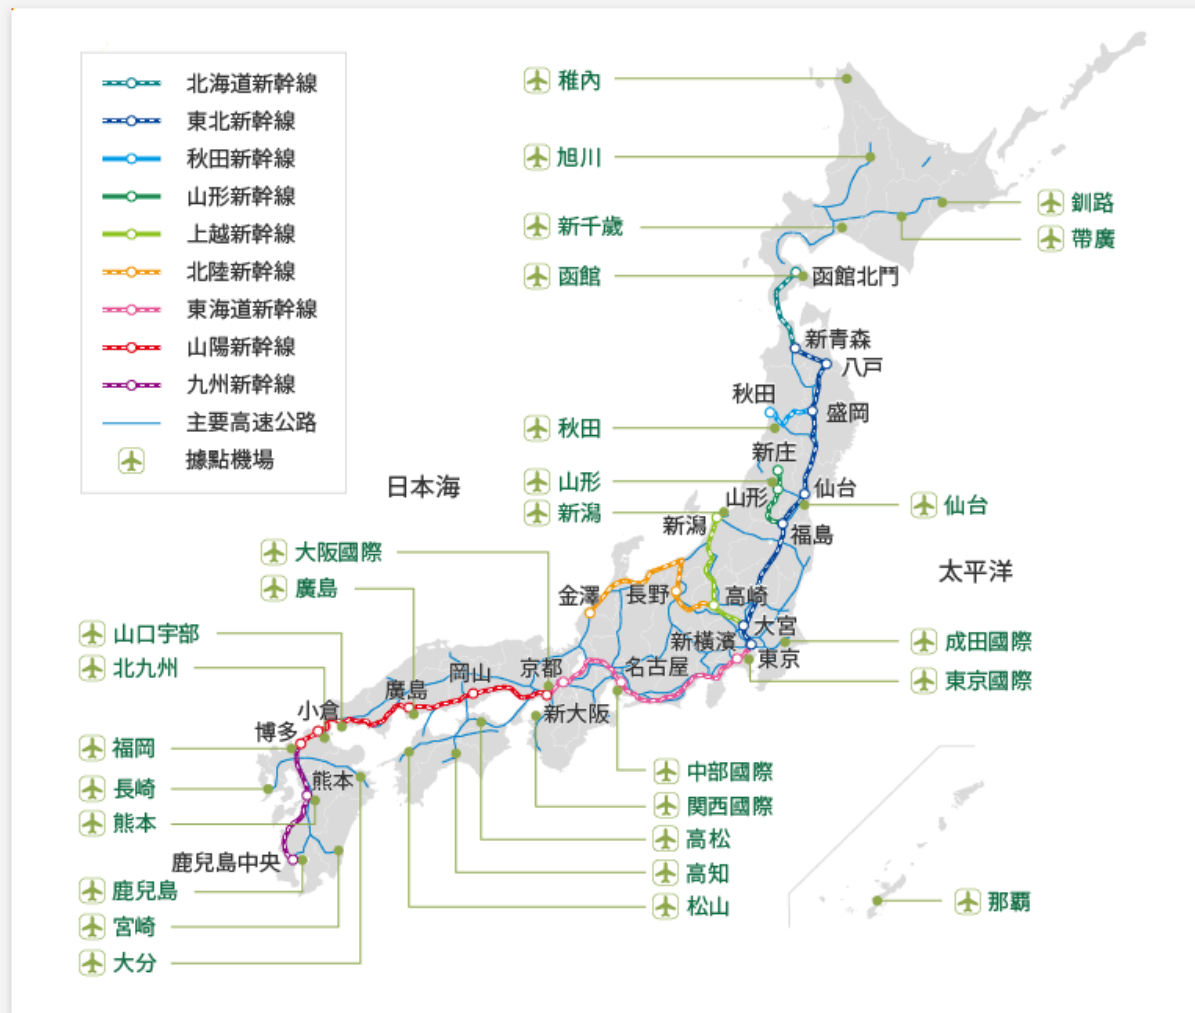 北海道新幹線
東北新幹線
秋田新幹線
山形新幹線
上越新幹線
北陸新幹線
東海道新幹線
山陽新幹線
九州新幹線
主要高速公路
據點機場
稚內
旭川
新千歲
函館
釧路
帶廣
函館北鬥
新青森
八戸
秋田
盛岡
秋田
新庄
山形
山形
仙台
仙台
新潟
新潟
福島
日本海
太平洋
大阪國際
廣島
金澤
長野
高崎
大宮
新橫濱
東京
成田國際
東京國際
山口宇部
北九州
岡山
京都
名古屋
廣島
小倉
博多
新大阪
福岡
長崎
熊本
熊本
鹿兒島中央
鹿兒島
宮崎
大分
中部國際
関西國際
高松
高知
松山
那覇